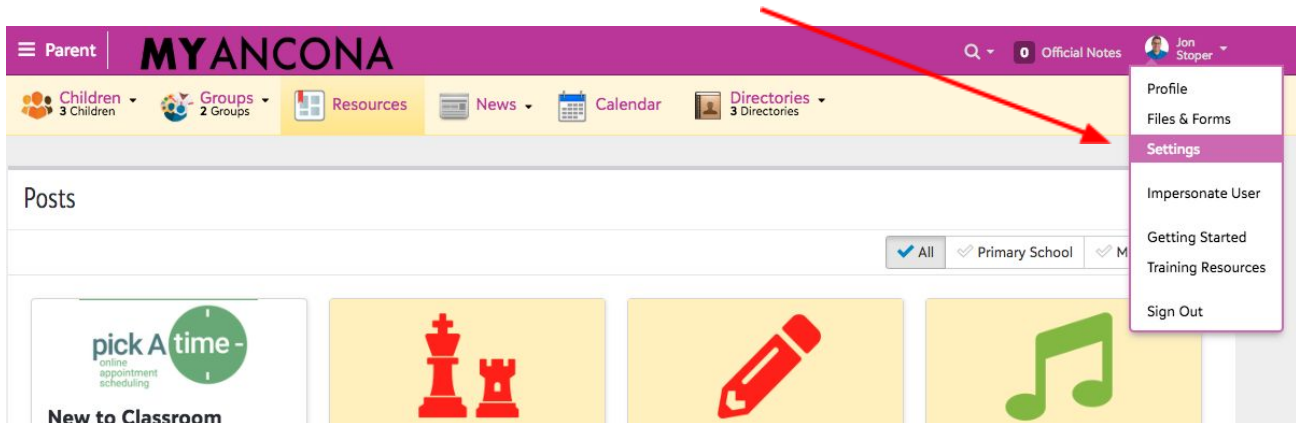 Parent
MYANCONA
0 Official Notes
Jon
Stoper
Children
3 Children
Groups
2 Groups
Resources
News
Calendar
Directories
3 Directories
Profile
Files & Forms
Settings
Impersonate User
Getting Started
Training Resources
Sign Out
Posts
All
Primary School
M
pick A time -
online
appointment
scheduling
New to Classroom